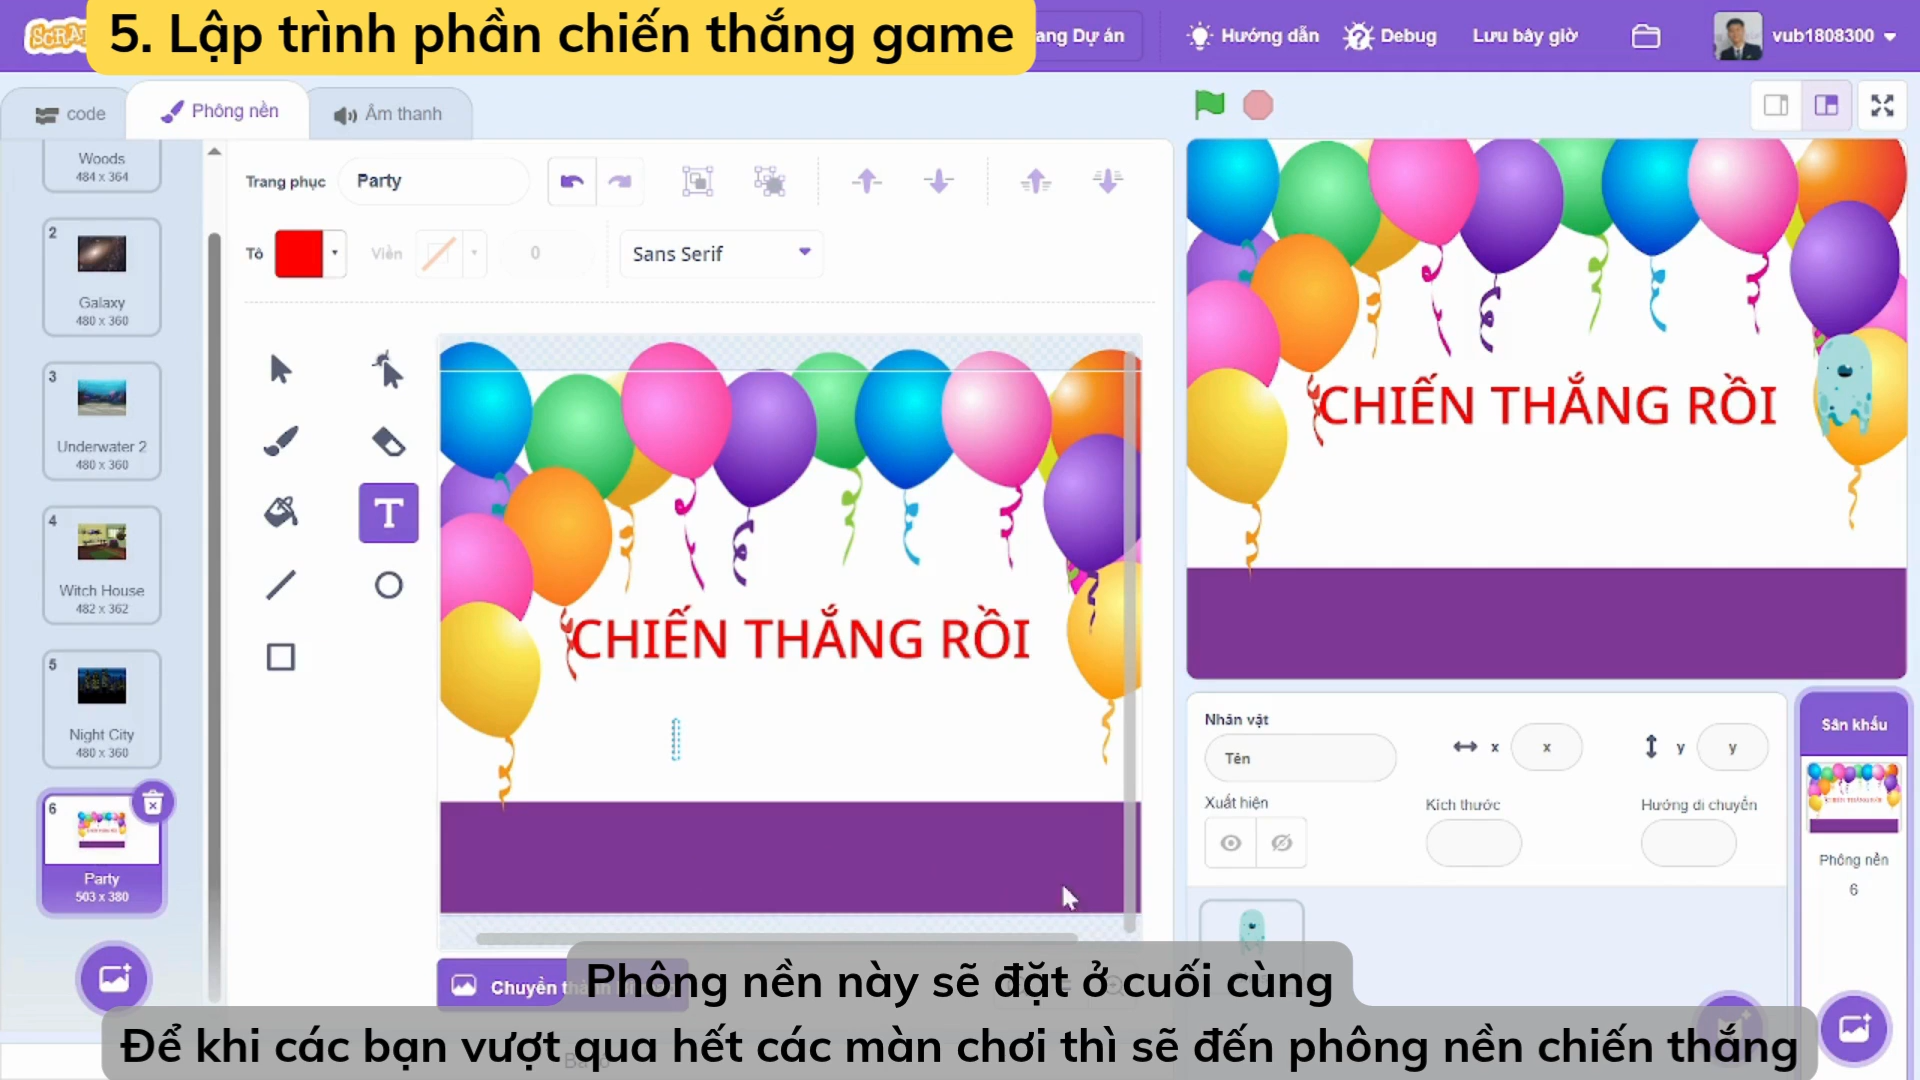 5. Lập trình phần chiến thắng game
ang Dự án
Hướng dẫn
Debug
Lưu bây giờ
vub1808300
code
Phông nền
Âm thanh
Woods
484 x 364
2
Galaxy
480 x 360
3
Underwater 2
480 x 360
4
Witch House
482 x 362
5
Night City
480 x 360
6
Party
503 x 380
Trang phục
Party
Tô
Viền
0
Sans Serif
T
CHIẾN THẮNG RỒI
CHIẾN THẮNG RỒI
Nhân vật
Tên
x
x
y
y
Xuất hiện
Kích thước
Hướng di chuyển
Sân khấu
Phông nền
6
Chuyển
Phông nền này sẽ đặt ở cuối cùng
Để khi các bạn vượt qua hết các màn chơi thì sẽ đến phông nền chiến thắng